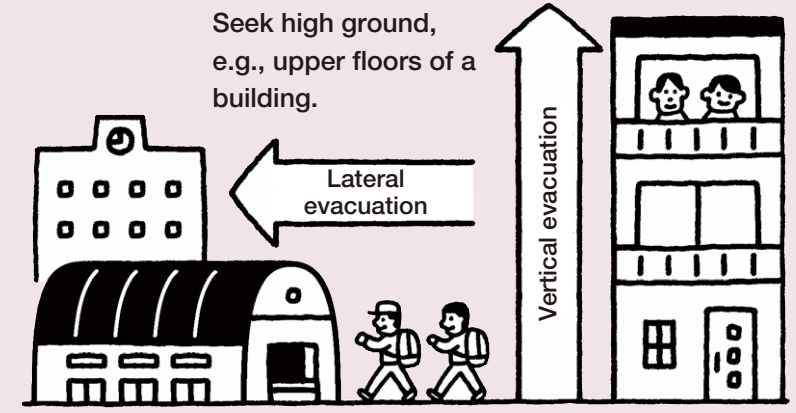 Seek high ground,
e.g., upper floors of a
building.
Lateral
evacuation
Vertical evacuation